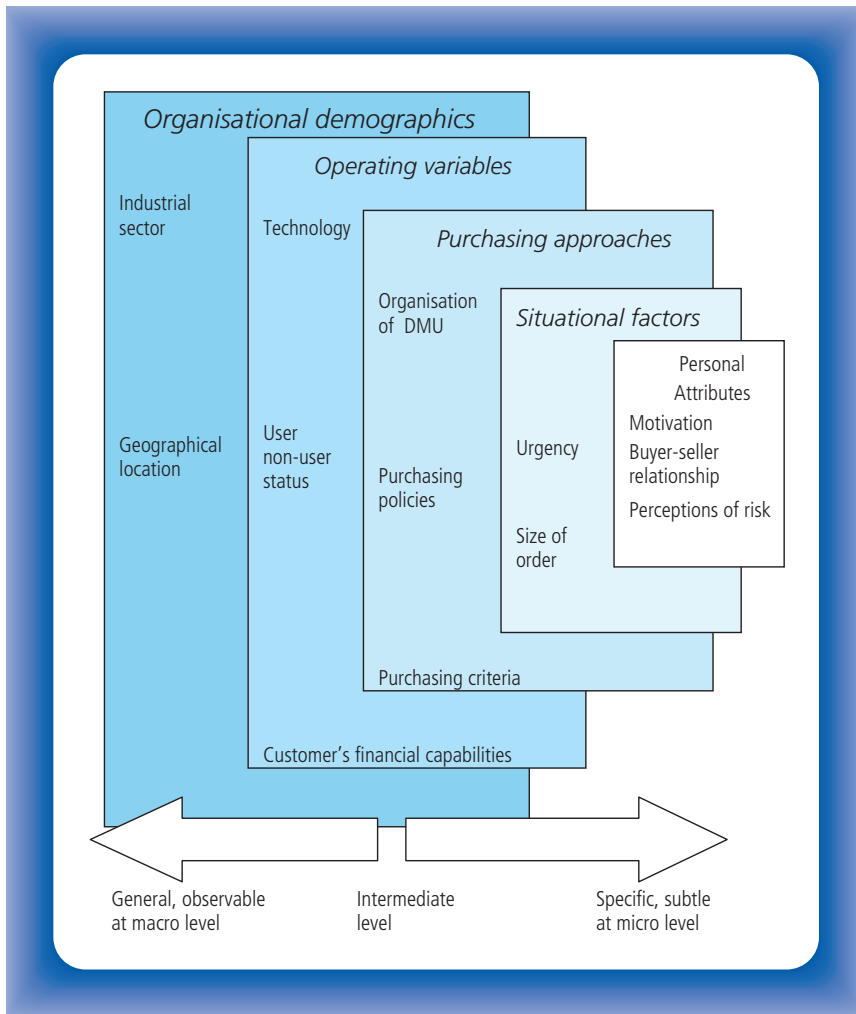 Organisational demographics
Industrial
sector
Geographical
location
Operating variables
Technology
User
non-user
status
Customer's financial capabilities
Purchasing approaches
Organisation
of DMU
Purchasing
policies
Purchasing criteria
Situational factors
Urgency
Size of
order
Personal
Attributes
Motivation
Buyer-seller
relationship
Perceptions of risk
General, observable
at macro level
Intermediate
level
Specific, subtle
at micro level